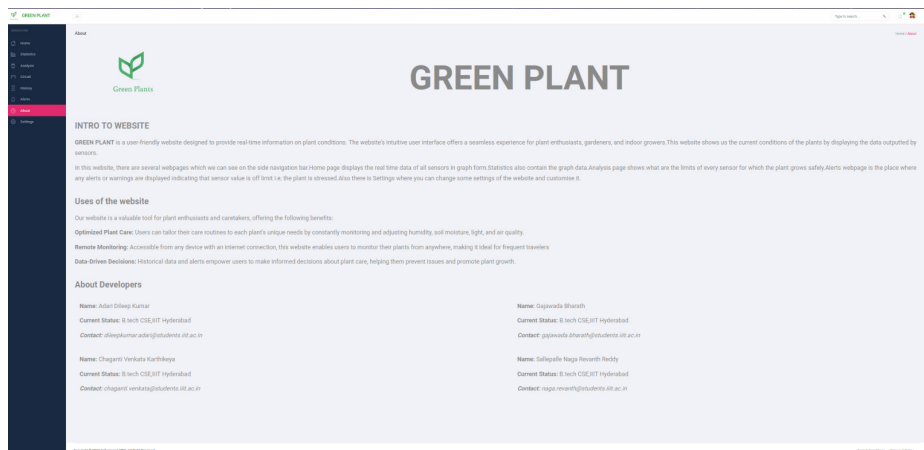 GREEN PLANT
Type to search
About
Home / About
Home
Statistics
Analysis
Circuit
History
Alerts
About
Settings
Green Plants
GREEN PLANT
INTRO TO WEBSITE
GREEN PLANT is a user-friendly website designed to provide real-time information on plant conditions. The website's intuitive user interface offers a seamless experience for plant enthusiasts, gardeners, and indoor growers.This website shows us the current conditions of the plants by displaying the data outputted by
sensors.
In this website, there are several webpages which we can see on the side navigation bar.Home page displays the real time data of all sensors in graph form.Statistics also contain the graph data.Analysis page shows what are the limits of every sensor for which the plant grows safely.Alerts webpage is the place where
any alerts or warnings are displayed indicating that sensor value is off limit i.e. the plant is stressed.Also there is Settings where you can change some settings of the website and customise it.
Uses of the website
Our website is a valuable tool for plant enthusiasts and caretakers, offering the following benefits:
Optimized Plant Care: Users can tailor their care routines to each plant's unique needs by constantly monitoring and adjusting humidity, soil moisture, light, and air quality.
Remote Monitoring: Accessible from any device with an internet connection, this website enables users to monitor their plants from anywhere, making it ideal for frequent travelers
Data-Driven Decisions: Historical data and alerts empower users to make informed decisions about plant care, helping them prevent issues and promote plant growth.
About Developers
Name: Adari Dileep Kumar
Current Status: B.tech CSE,IIIT Hyderabad
Contact: dileepkumar.adari@students.iiit.ac.in
Name: Gajawada Bharath
Current Status: B.tech CSE,IIIT Hyderabad
Contact: gajawada.bharath@students.iiit.ac.in
Name: Chaganti Venkata Karthikeya
Current Status: B.tech CSE,IIIT Hyderabad
Contact: chaganti.venkata@students.iiit.ac.in
Name: Sallepalle Naga Revanth Reddy
Current Status: B.tech CSE,IIIT Hyderabad
Contact: naga.revanth@students.iiit.ac.in